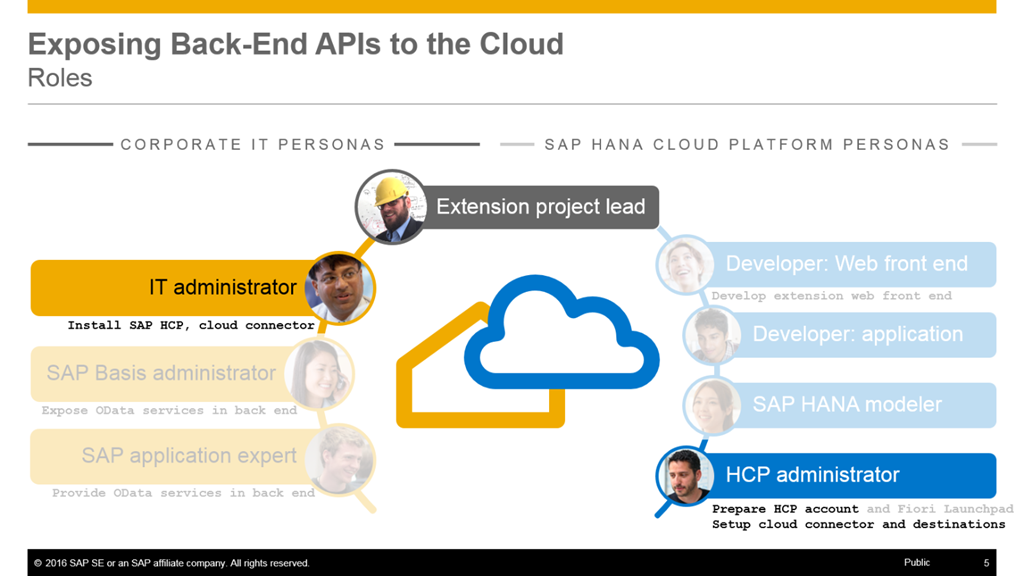 Exposing Back-End APIs to the Cloud
Roles
CORPORATE IT PERSONAS
SAP HANA CLOUD PLATFORM PERSONAS
Extension project lead
IT administrator
Install SAP HCP, cloud connector
SAP Basis administrator
Expose OData services in back end
SAP application expert
Provide OData services in back end
Developer: Web front end
Develop extension web front end
Developer: application
SAP HANA modeler
HCP administrator
Prepare HCP account and Fiori Launchpad
Setup cloud connector and destinations
© 2016 SAP SE or an SAP affiliate company. All rights reserved.
Public
5